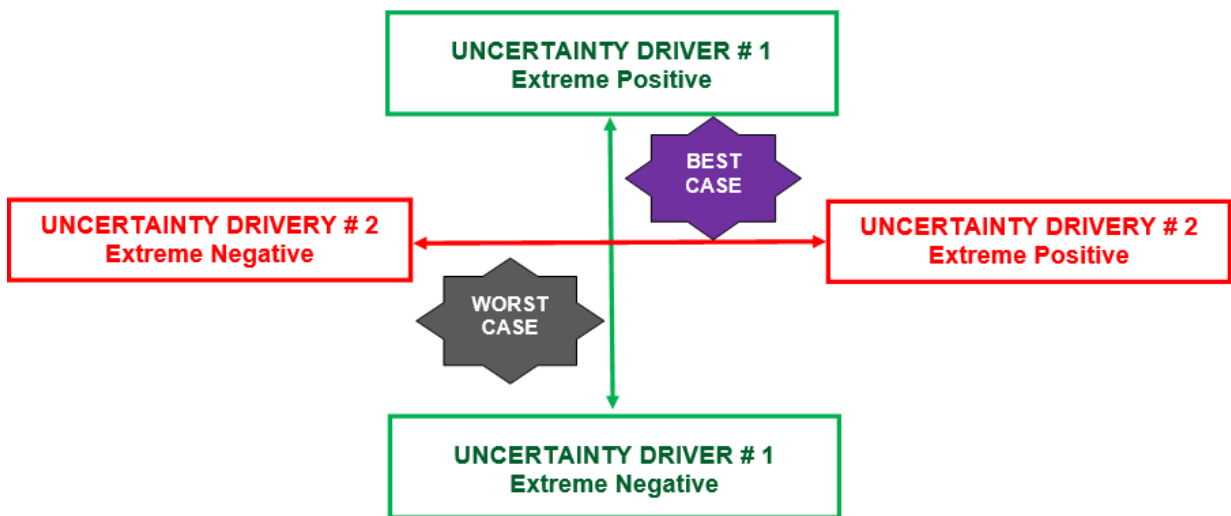 UNCERTAINTY DRIVER # 1
Extreme Positive
BEST
CASE
UNCERTAINTY DRIVERY # 2
Extreme Negative
UNCERTAINTY DRIVERY # 2
Extreme Positive
WORST
CASE
UNCERTAINTY DRIVER # 1
Extreme Negative